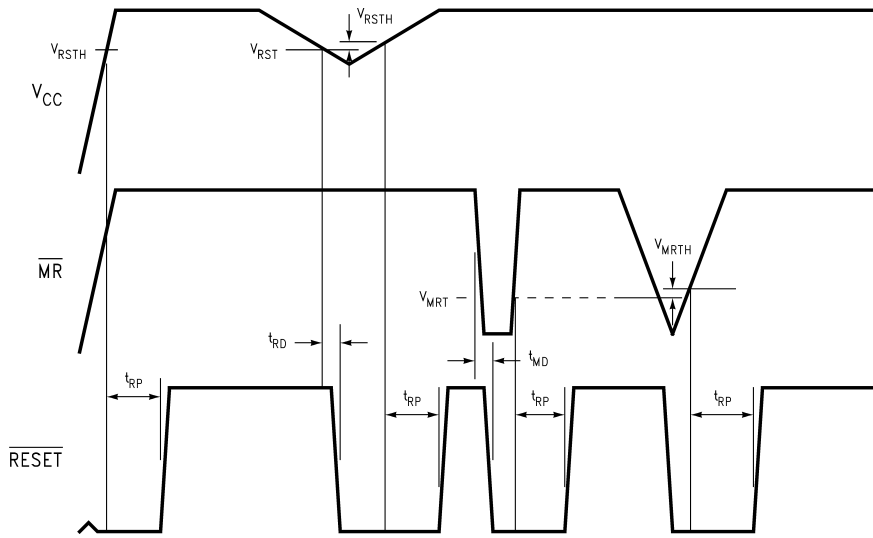 V_RSTH
V_RSTH
V_RST
V_CC
V_MRTH
MR
V_MRT
t_RD
t_MD
t_RP
t_RP
t_RP
t_RP
RESET